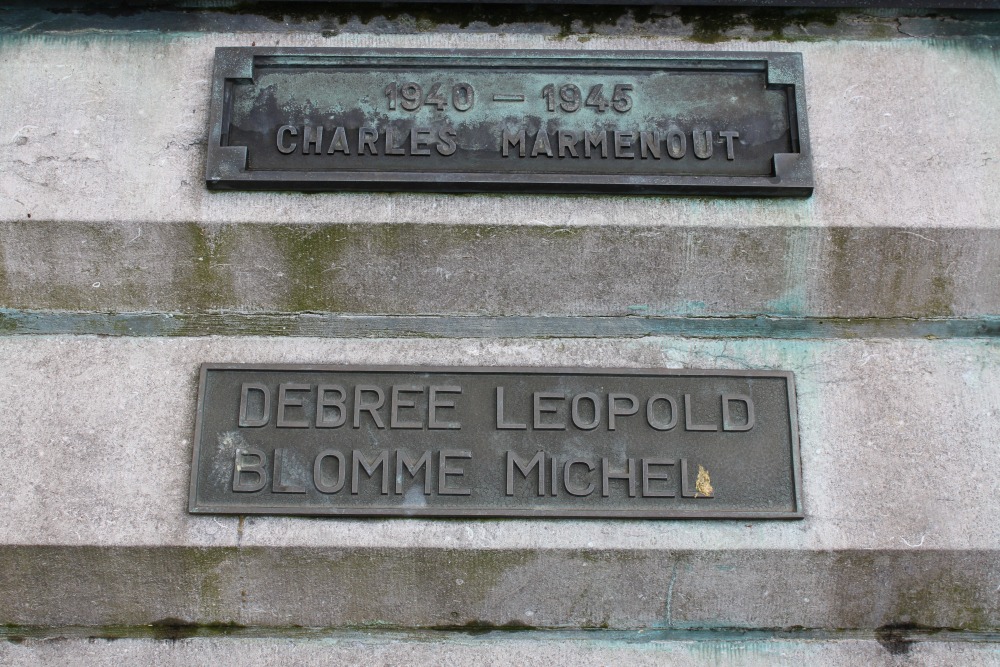 1940 — 1945
CHARLES MARMENOUT
DEBREE LEOPOLD
BLOMME MICHEL